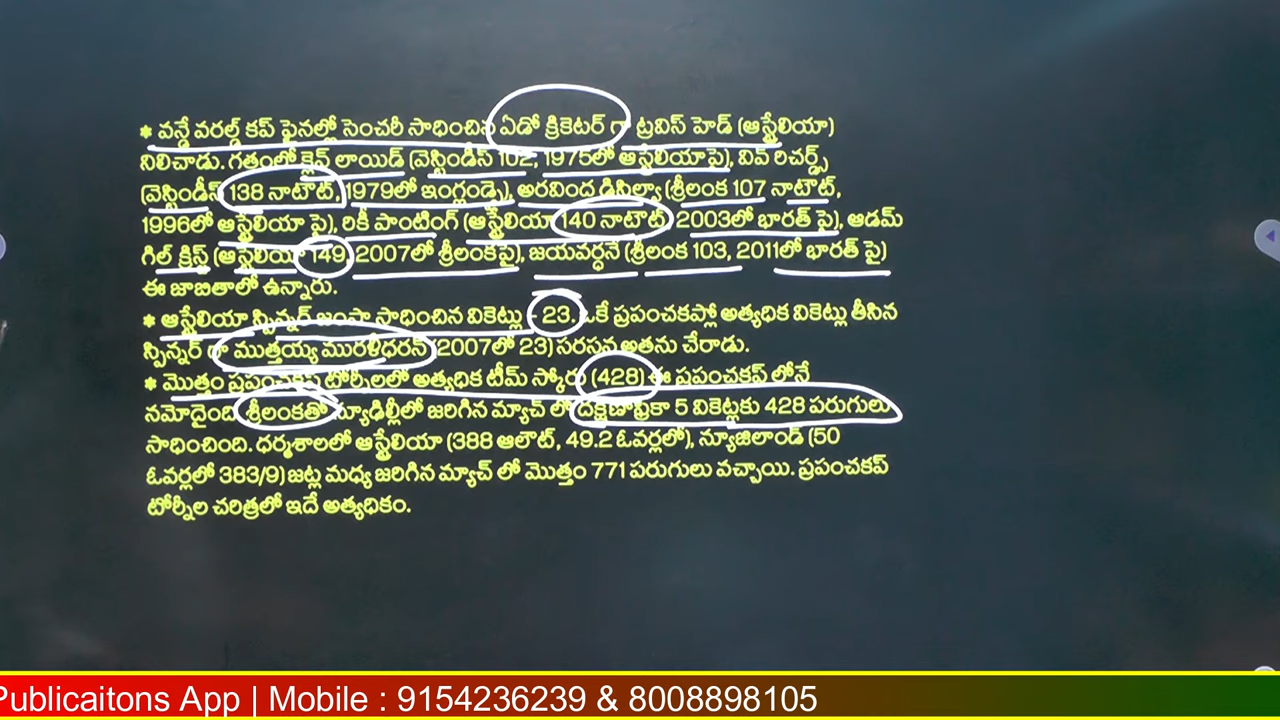 * వన్డే వరల్డ్ కప్ ఫైనల్లో సెంచరీ సాధించిన ఏడో క్రికెటర్ గా ట్రవిస్ హెడ్ (ఆస్ట్రేలియా)
నిలిచాడు. గతంలో క్లైవ్ లాయిడ్ (వెస్టిండీస్ 102, 1975లో ఆస్ట్రేలియాపై), వివ్ రిచర్డ్స్
(వెస్టిండీస్ 138 నాటౌట్, 1979లో ఇంగ్లండ్పై), అరవింద డిసిల్వా (శ్రీలంక 107 నాటౌట్,
1996లో ఆస్ట్రేలియా పై), రికీ పాంటింగ్ (ఆస్ట్రేలియా 140 నాటౌట్, 2003లో భారత్ పై), ఆడమ్
గిల్ క్రిస్ట్ (ఆస్ట్రేలియా 149, 2007లో శ్రీలంకపై), జయవర్ధనే (శ్రీలంక 103, 2011లో భారత్ పై)
ఈ జాబితాలో ఉన్నారు.
* ఆస్ట్రేలియా స్పిన్నర్ జంపా సాధించిన వికెట్లు - 23. ఒకే ప్రపంచకప్లో అత్యధిక వికెట్లు తీసిన
స్పిన్నర్ గా ముత్తయ్య మురళీధరన్ (2007లో 23) సరసన అతను చేరాడు.
* మొత్తం ప్రపంచకప్ టోర్నీలలో అత్యధిక టీమ్ స్కోరు (428) ఈ ప్రపంచకప్ లోనే
నమోదైంది. శ్రీలంకతో న్యూఢిల్లీలో జరిగిన మ్యాచ్ లో దక్షిణాఫ్రికా 5 వికెట్లకు 428 పరుగులు
సాధించింది. ధర్మశాలలో ఆస్ట్రేలియా (388 ఆలౌట్, 49.2 ఓవర్లలో), న్యూజిలాండ్ (50
ఓవర్లలో 383/9) జట్ల మధ్య జరిగిన మ్యాచ్ లో మొత్తం 771 పరుగులు వచ్చాయి. ప్రపంచకప్
టోర్నీల చరిత్రలో ఇదే అత్యధికం.
Publicaitons App | Mobile : 9154236239 & 8008898105